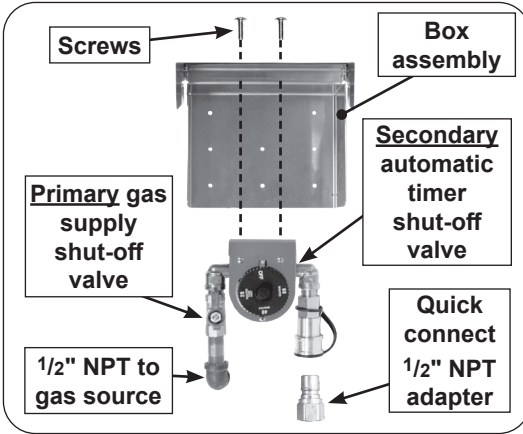 Screws
Box
assembly
Primary gas
supply
shut-off
valve
Secondary
automatic
timer
shut-off
valve
OFF
1/2" NPT to
gas source
Quick
connect
1/2" NPT
adapter